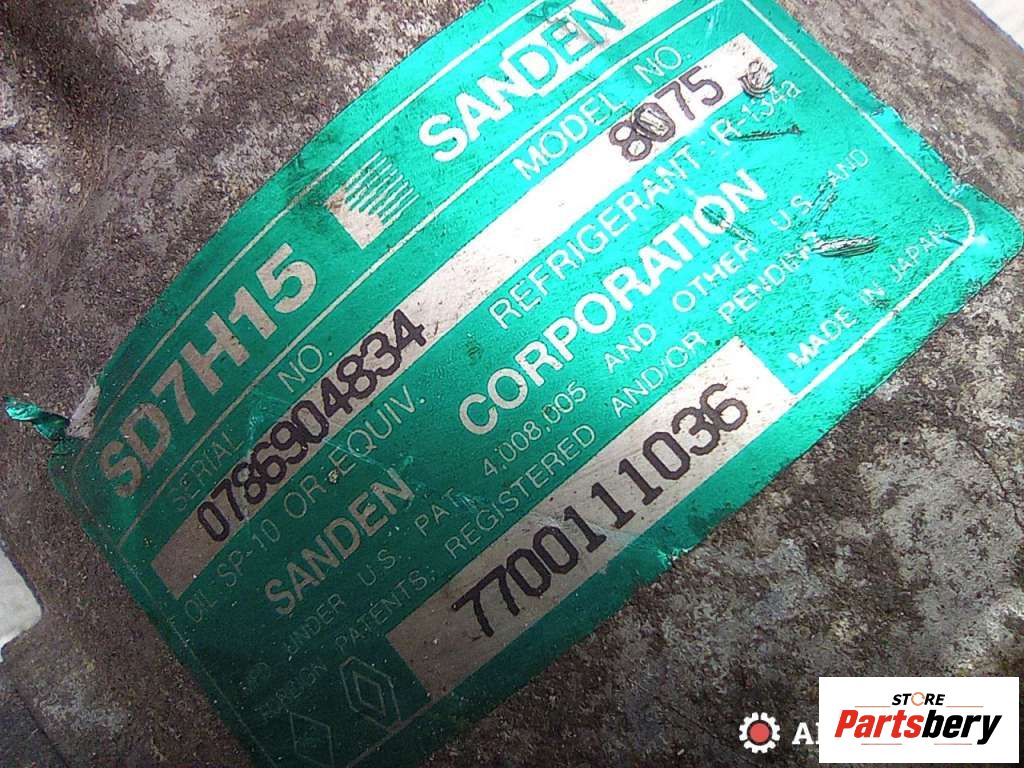 SANDEN
SD7H15 MODEL NO.
SERIAL NO. 8075
0786904834
OIL SP-10 OR EQUIV. REFRIGERANT : R-134a
SANDEN CORPORATION
UNDER U.S. PAT. 4,008,005 AND OTHER U.S. AND
PATENTS. REGISTERED AND/OR PENDING
7700111036
MADE IN JAPAN
STORE
Partsbery